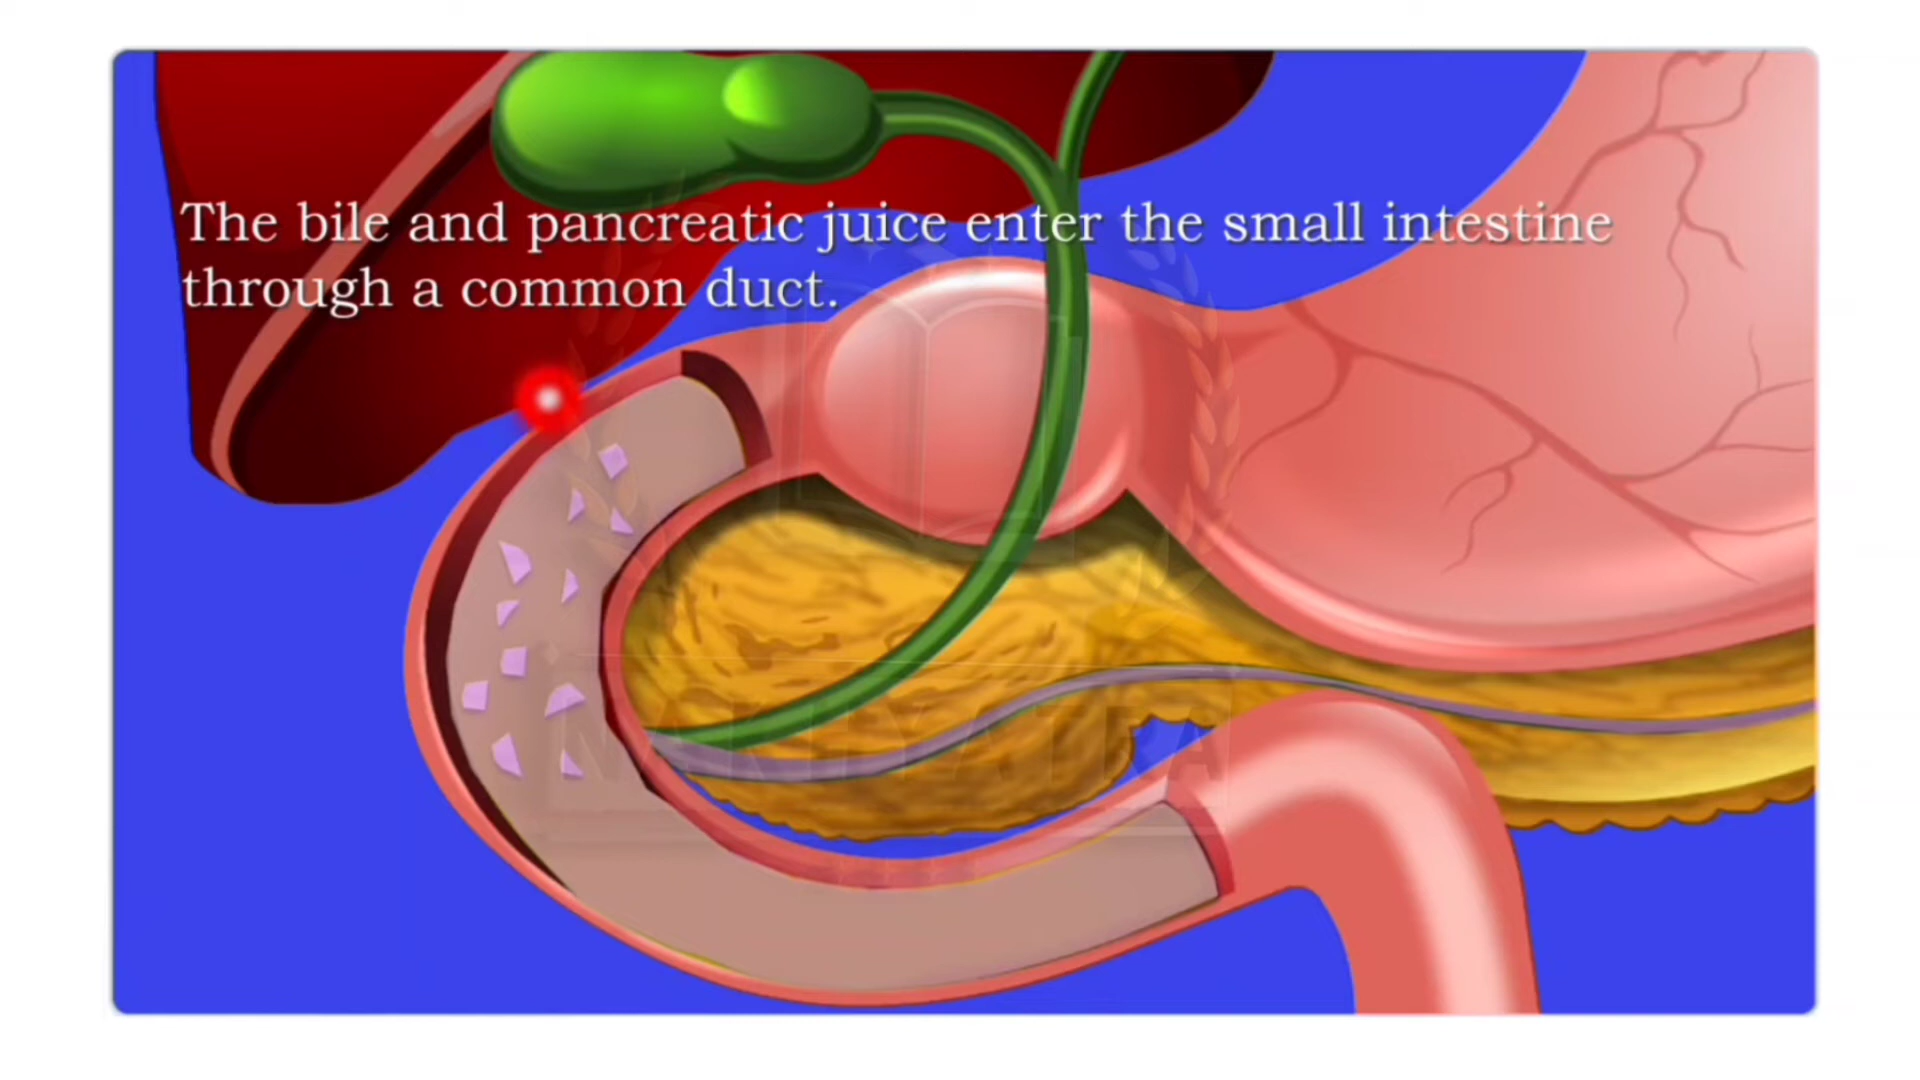 The bile and pancreatic juice enter the small intestine
through a common duct.